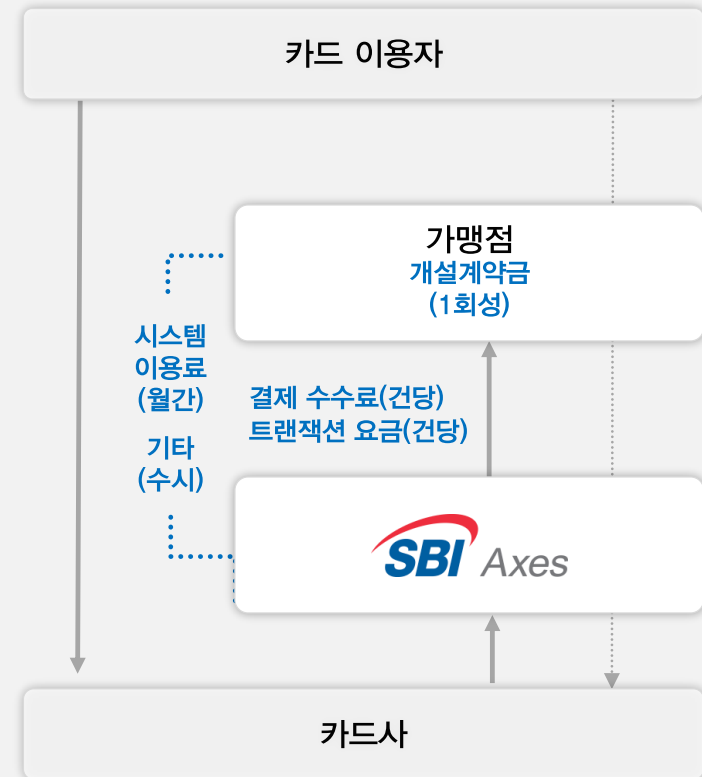 카드 이용자
가맹점
개설계약금
(1회성)
시스템
이용료
(월간)
기타
(수시)
결제 수수료(건당)
트랜잭션 요금(건당)
SBI Axes
카드사